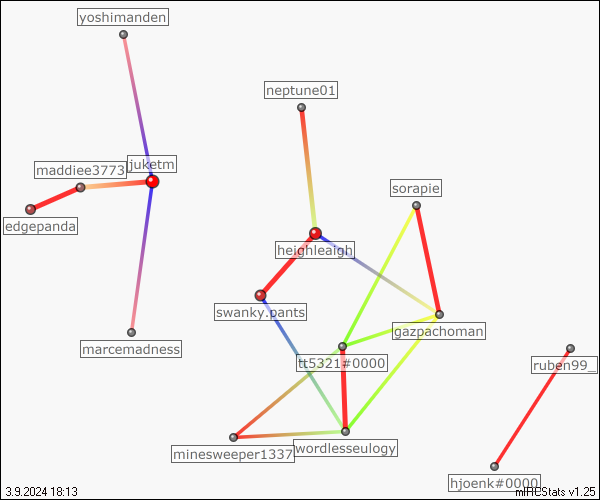 yoshimanden
neptune01
juketm
maddiee3773
sorapie
edgepanda
heighleaigh
swanky.pants
gazpachoman
marcemadness
tt5321#0000
ruben99_
wordlesseulogy
minesweeper1337
hjoenk#0000
3.9.2024 18:13
mIRCStats v1.25